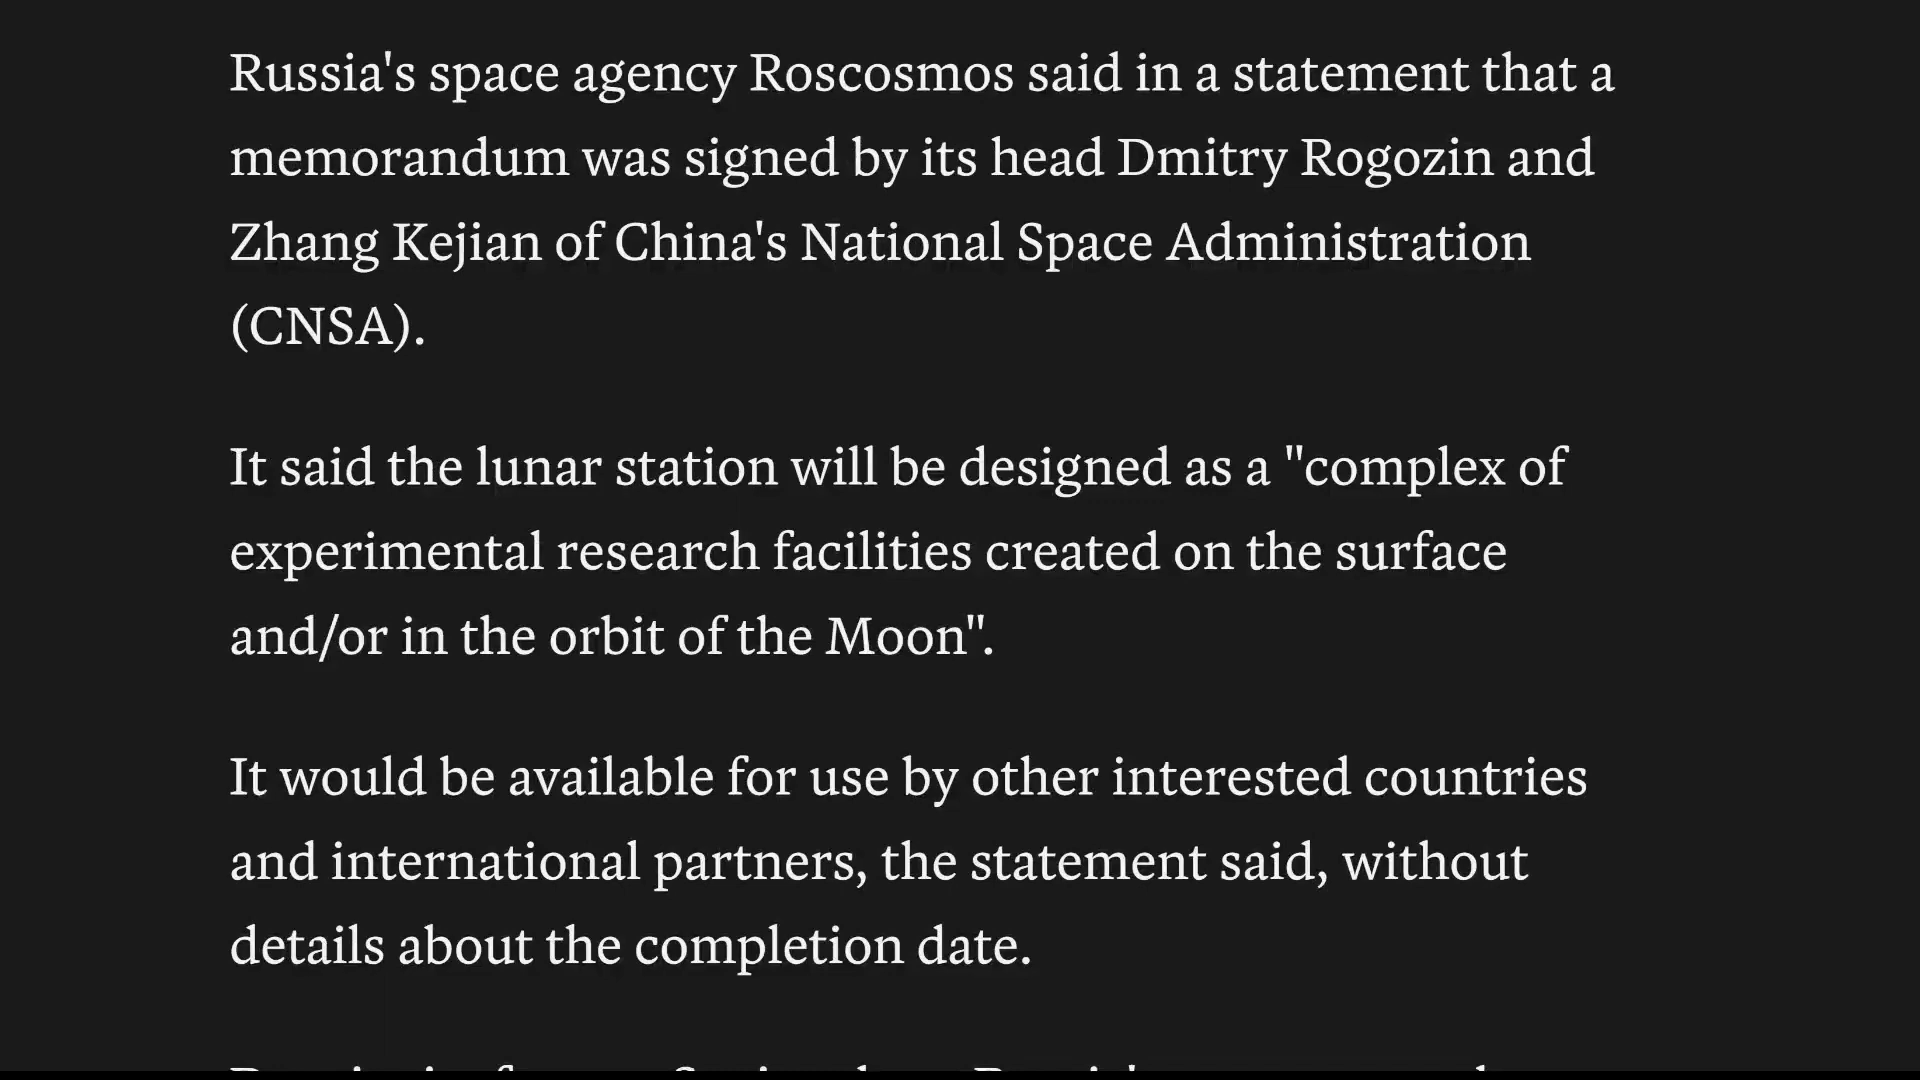 Russia's space agency Roscosmos said in a statement that a
memorandum was signed by its head Dmitry Rogozin and
Zhang Kejian of China's National Space Administration
(CNSA).
It said the lunar station will be designed as a "complex of
experimental research facilities created on the surface
and/or in the orbit of the Moon".
It would be available for use by other interested countries
and international partners, the statement said, without
details about the completion date.